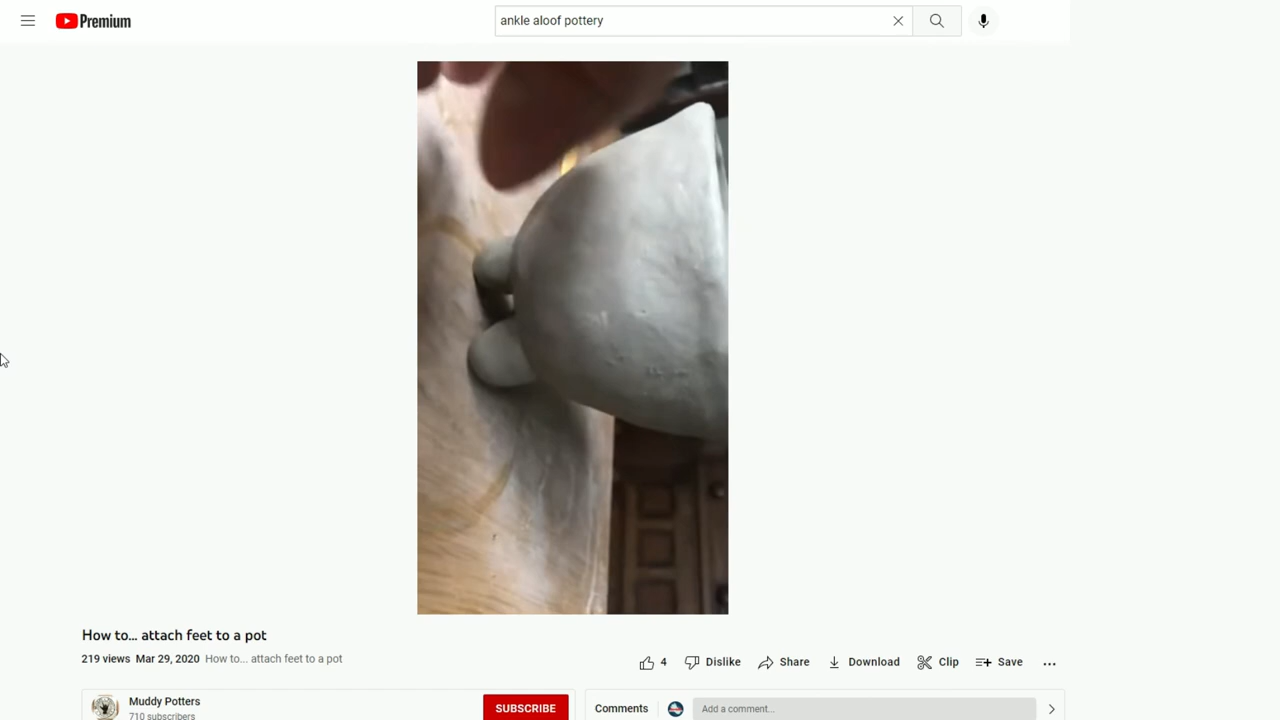 Premium
ankle aloof pottery
How to... attach feet to a pot
219 views Mar 29, 2020 How to... attach feet to a pot
4 Dislike Share Download Clip Save
Muddy Potters
710 subscribers
SUBSCRIBE
Comments
Add a comment...